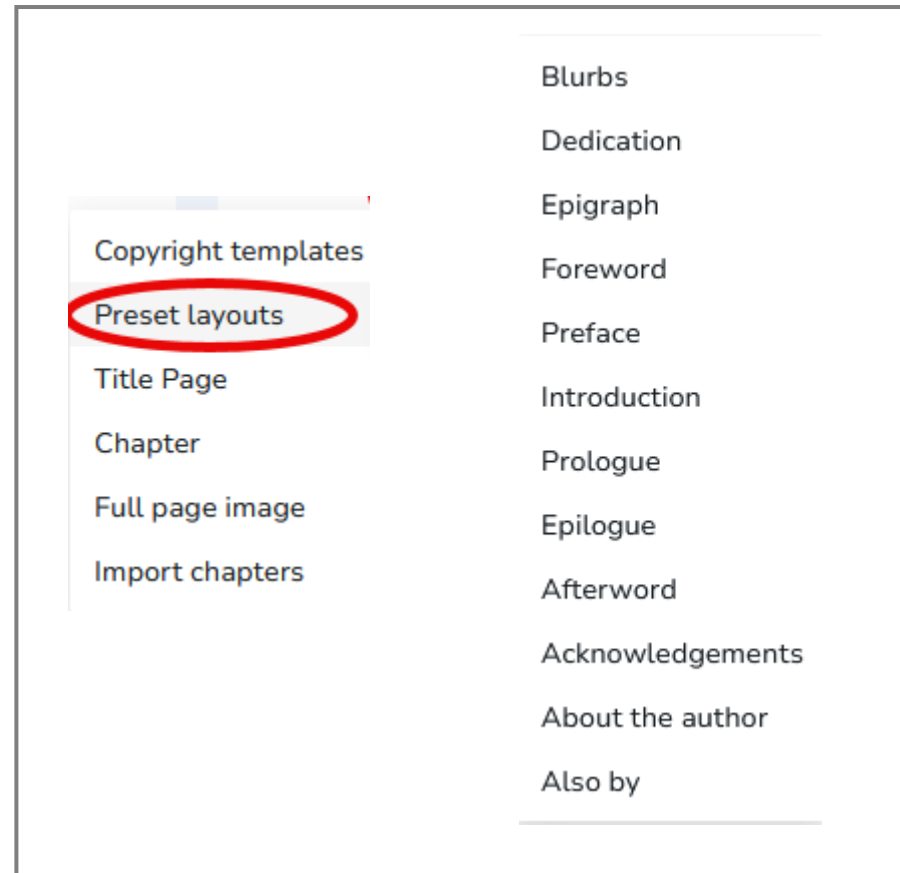 Copyright templates
Preset layouts
Title Page
Chapter
Full page image
Import chapters
Blurbs
Dedication
Epigraph
Foreword
Preface
Introduction
Prologue
Epilogue
Afterword
Acknowledgements
About the author
Also by